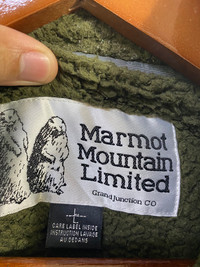 Marmot
Mountain
Limited
Grand Junction CO
L
CARE LABEL INSIDE
INSTRUCTION LAVAGE
AU DEDANS